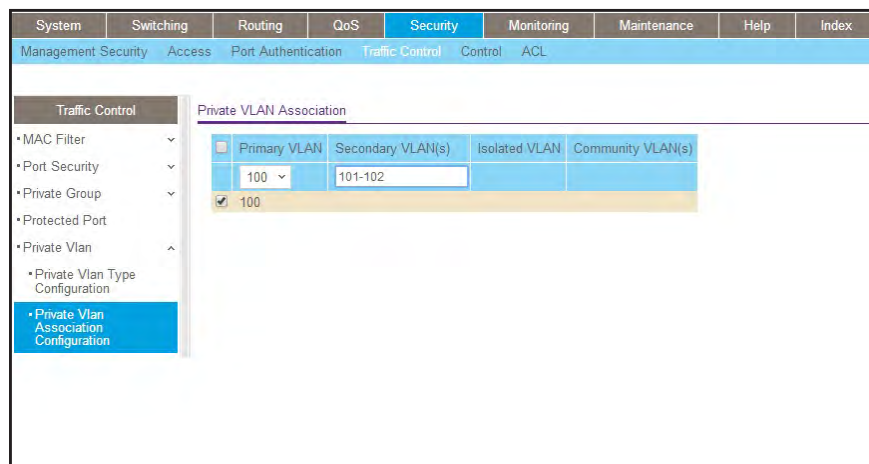 System Switching Routing QoS Security Monitoring Maintenance Help Index
Management Security Access Port Authentication Traffic Control Control ACL
Traffic Control
MAC Filter
Port Security
Private Group
Protected Port
Private Vlan
Private Vlan Type
Configuration
Private Vlan
Association
Configuration
Private VLAN Association
Primary VLAN Secondary VLAN(s) Isolated VLAN Community VLAN(s)
100 101-102
100